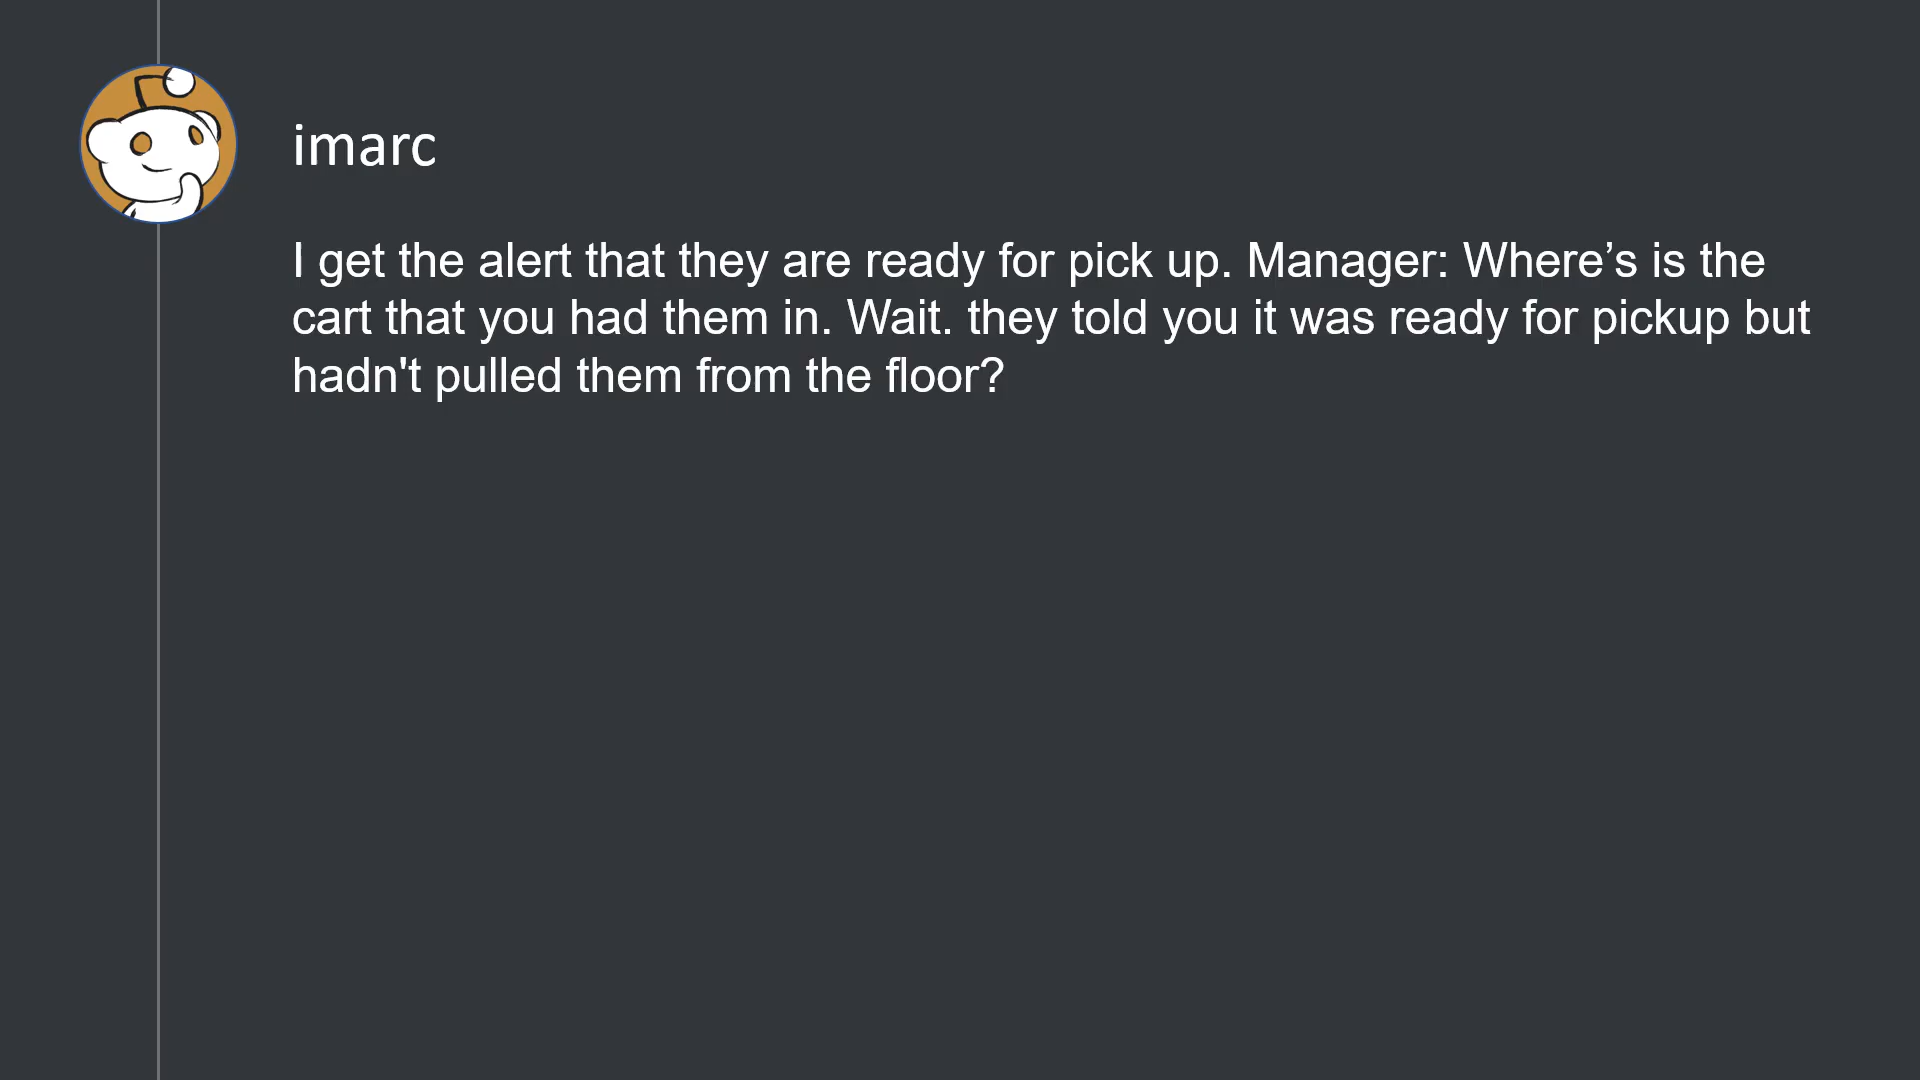 imarc
I get the alert that they are ready for pick up. Manager: Where’s is the
cart that you had them in. Wait. they told you it was ready for pickup but
hadn't pulled them from the floor?